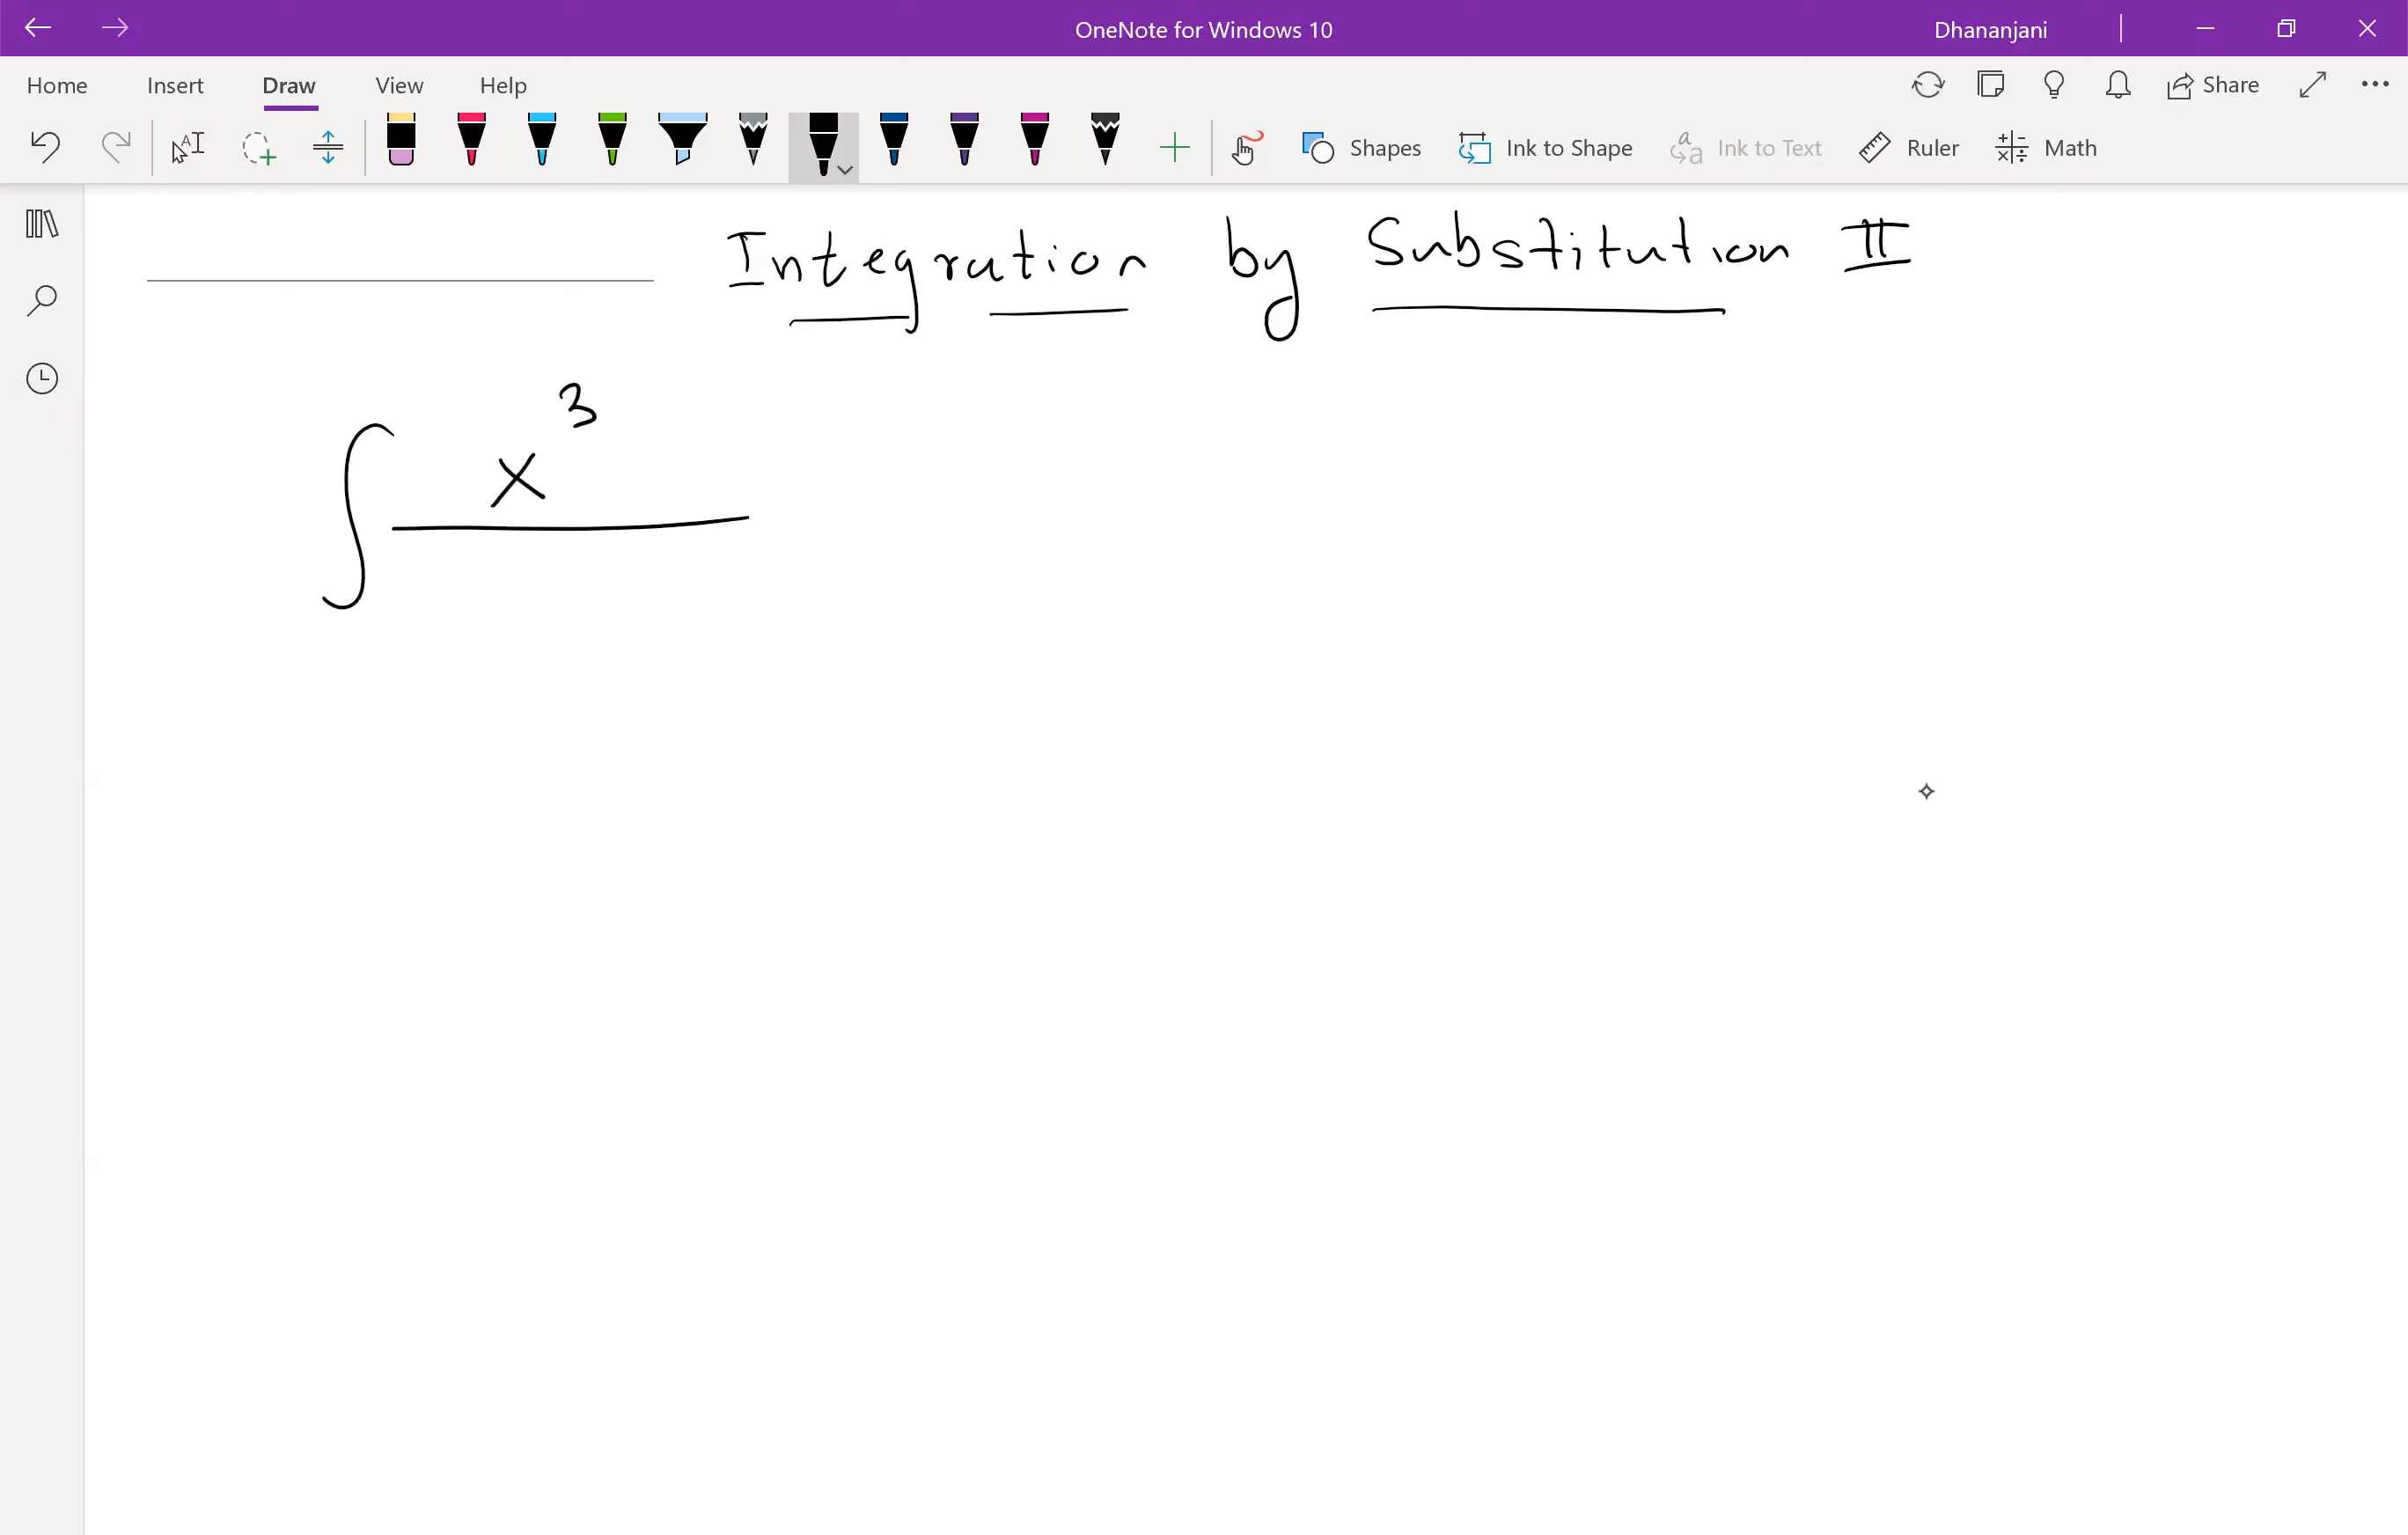 OneNote for Windows 10
Dhananjani
Home Insert Draw View Help
Share
Shapes Ink to Shape Ink to Text Ruler Math
Integration by Substitution II
∫ x^3